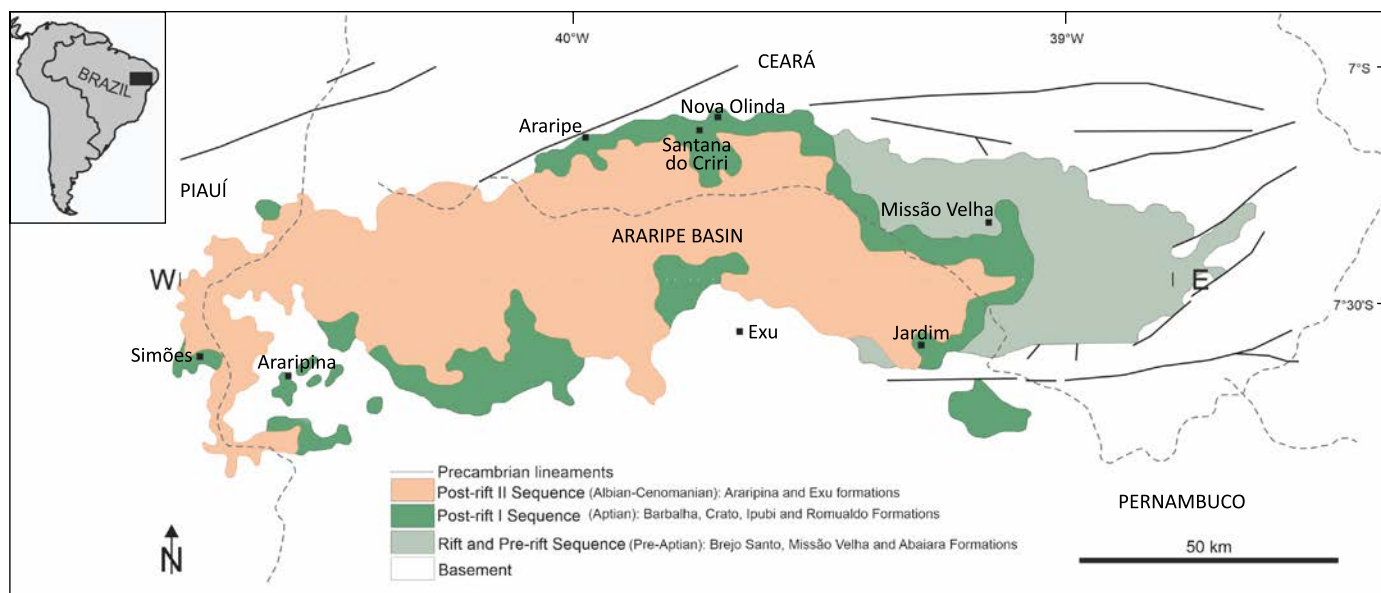 BRAZIL
40°W
39°W
7°S
7°30'S
CEARÁ
PIAUÍ
PERNAMBUCO
Nova Olinda
Araripe
Santana
do Criri
Missão Velha
ARARIPE BASIN
W
E
Exu
Jardim
Simões
Araripina
Precambrian lineaments
Post-rift II Sequence (Albian-Cenomanian): Araripina and Exu formations
Post-rift I Sequence (Aptian): Barbalha, Crato, Ipubi and Romualdo Formations
Rift and Pre-rift Sequence (Pre-Aptian): Brejo Santo, Missão Velha and Abaiara Formations
Basement
N
50 km